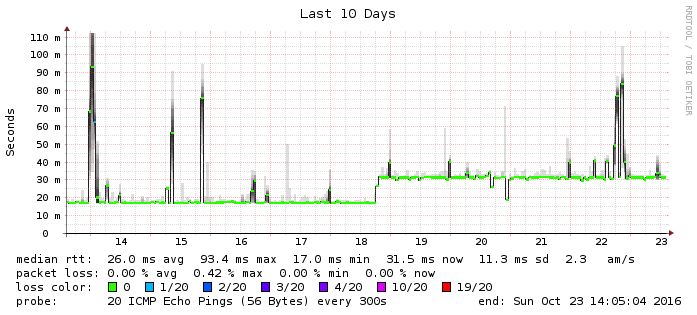 Last 10 Days
RRDTOOL / TOBI OETIKER
Seconds
110 m
100 m
90 m
80 m
70 m
60 m
50 m
40 m
30 m
20 m
10 m
0
14 15 16 17 18 19 20 21 22 23
median rtt: 26.0 ms avg 93.4 ms max 17.0 ms min 31.5 ms now 11.3 ms sd 2.3 am/s
packet loss: 0.00 % avg 0.42 % max 0.00 % min 0.00 % now
loss color: 0 1/20 2/20 3/20 4/20 10/20 19/20
probe: 20 ICMP Echo Pings (56 Bytes) every 300s end: Sun Oct 23 14:05:04 2016